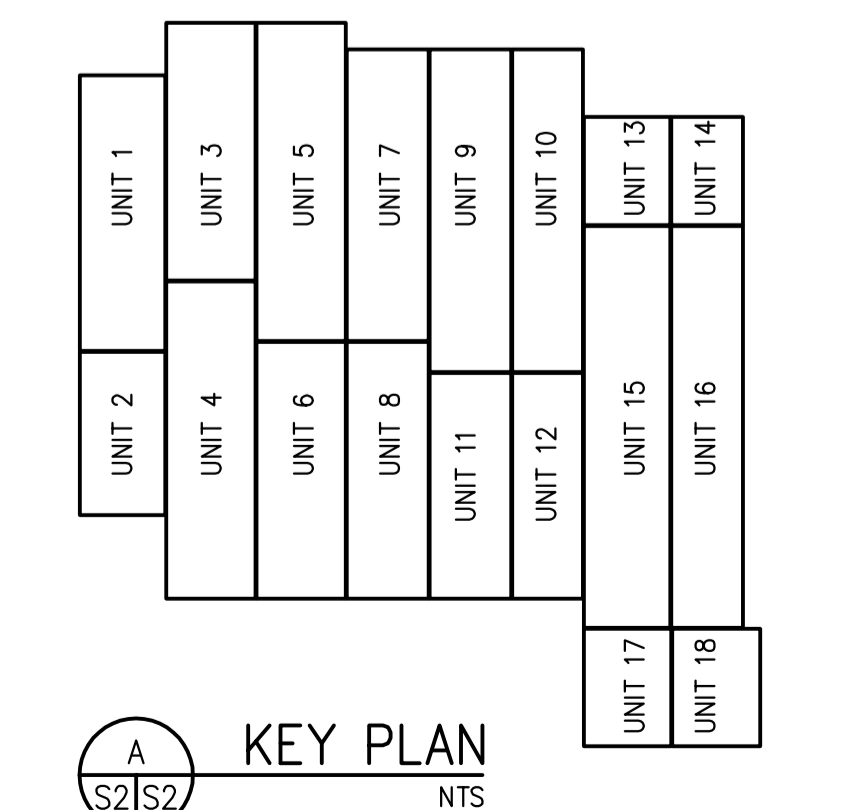 UNIT 1
UNIT 2
UNIT 3
UNIT 4
UNIT 5
UNIT 6
UNIT 7
UNIT 8
UNIT 9
UNIT 10
UNIT 11
UNIT 12
UNIT 13
UNIT 14
UNIT 15
UNIT 16
UNIT 17
UNIT 18
A
S2 S2
KEY PLAN
NTS